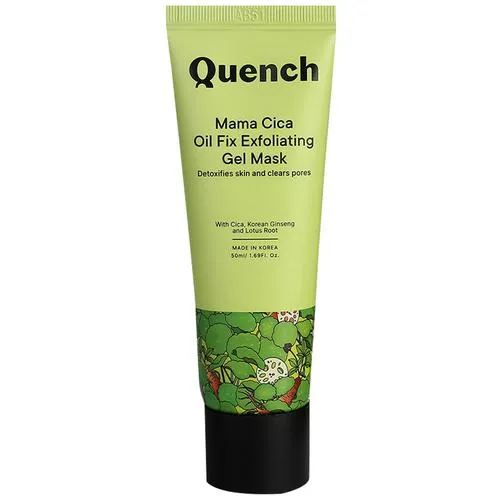 AB51
Quench
Mama Cica
Oil Fix Exfoliating
Gel Mask
Detoxifies skin and clears pores
With Cica, Korean Ginseng
and Lotus Root
MADE IN KOREA
50ml/ 1.69Fl. Oz.